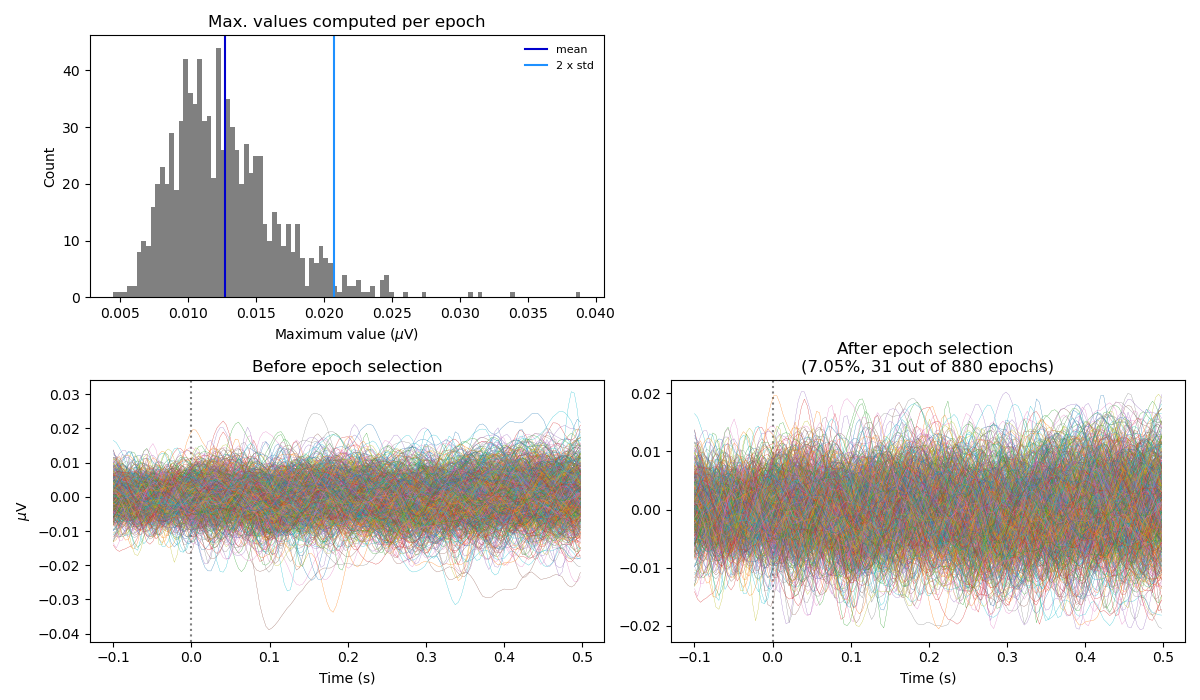 Max. values computed per epoch
mean
2 x std
Count
40
30
20
10
0
0.005 0.010 0.015 0.020 0.025 0.030 0.035 0.040
Maximum value (μV)
Before epoch selection
μV
0.03
0.02
0.01
0.00
−0.01
−0.02
−0.03
−0.04
−0.1 0.0 0.1 0.2 0.3 0.4 0.5
Time (s)
After epoch selection
(7.05%, 31 out of 880 epochs)
0.02
0.01
0.00
−0.01
−0.02
−0.1 0.0 0.1 0.2 0.3 0.4 0.5
Time (s)